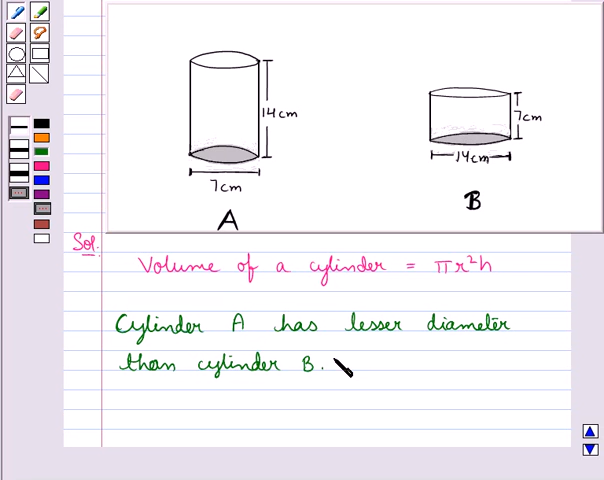 14cm
7cm
7cm
14cm
A
B
Sol.
Volume of a cylinder = πr²h
Cylinder A has lesser diameter
than cylinder B.